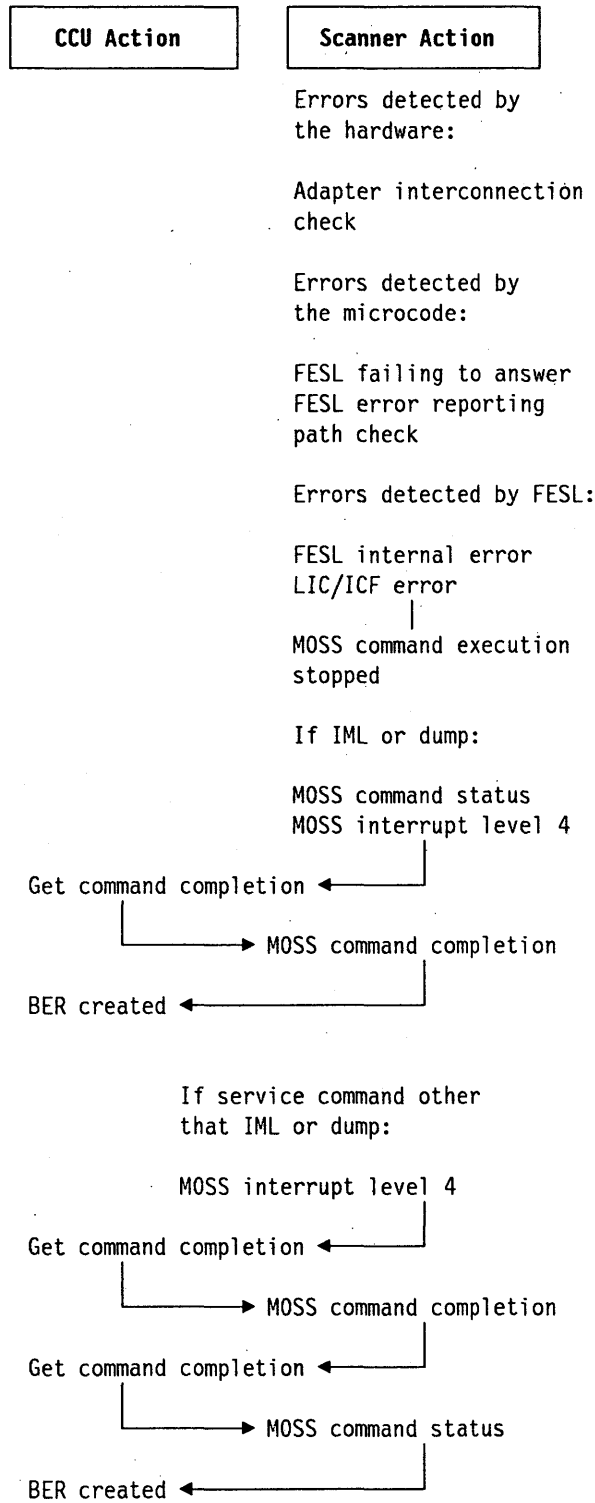 CCU Action
Scanner Action
Errors detected by
the hardware:
Adapter interconnection
check
Errors detected by
the microcode:
FESL failing to answer
FESL error reporting
path check
Errors detected by FESL:
FESL internal error
LIC/ICF error
MOSS command execution
stopped
If IML or dump:
MOSS command status
MOSS interrupt level 4
Get command completion
MOSS command completion
BER created
If service command other
that IML or dump:
MOSS interrupt level 4
Get command completion
MOSS command completion
Get command completion
MOSS command status
BER created